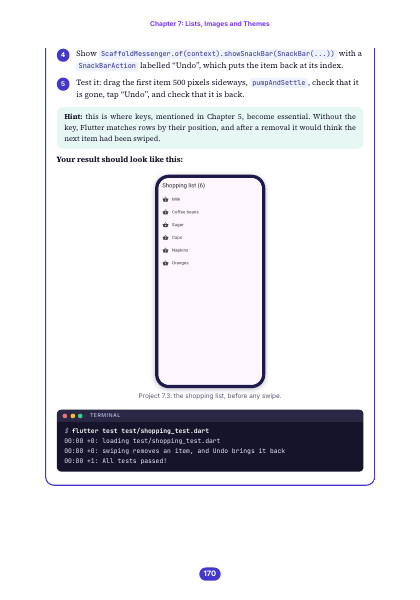 Chapter 7: Lists, Images and Themes
4 Show ScaffoldMessenger.of(context).showSnackBar(SnackBar(...)) with a
SnackBarAction labelled “Undo”, which puts the item back at its index.
5 Test it: drag the first item 500 pixels sideways, pumpAndSettle, check that it
is gone, tap “Undo”, and check that it is back.
Hint: this is where keys, mentioned in Chapter 5, become essential. Without the
key, Flutter matches rows by their position, and after a removal it would think the
next item had been swiped.
Your result should look like this:
Shopping list (6)
Milk
Coffee beans
Sugar
Cups
Napkins
Oranges
Project 7.3: the shopping list, before any swipe.
TERMINAL
$ flutter test test/shopping_test.dart
00:00 +0: loading test/shopping_test.dart
00:00 +0: swiping removes an item, and Undo brings it back
00:00 +1: All tests passed!
170